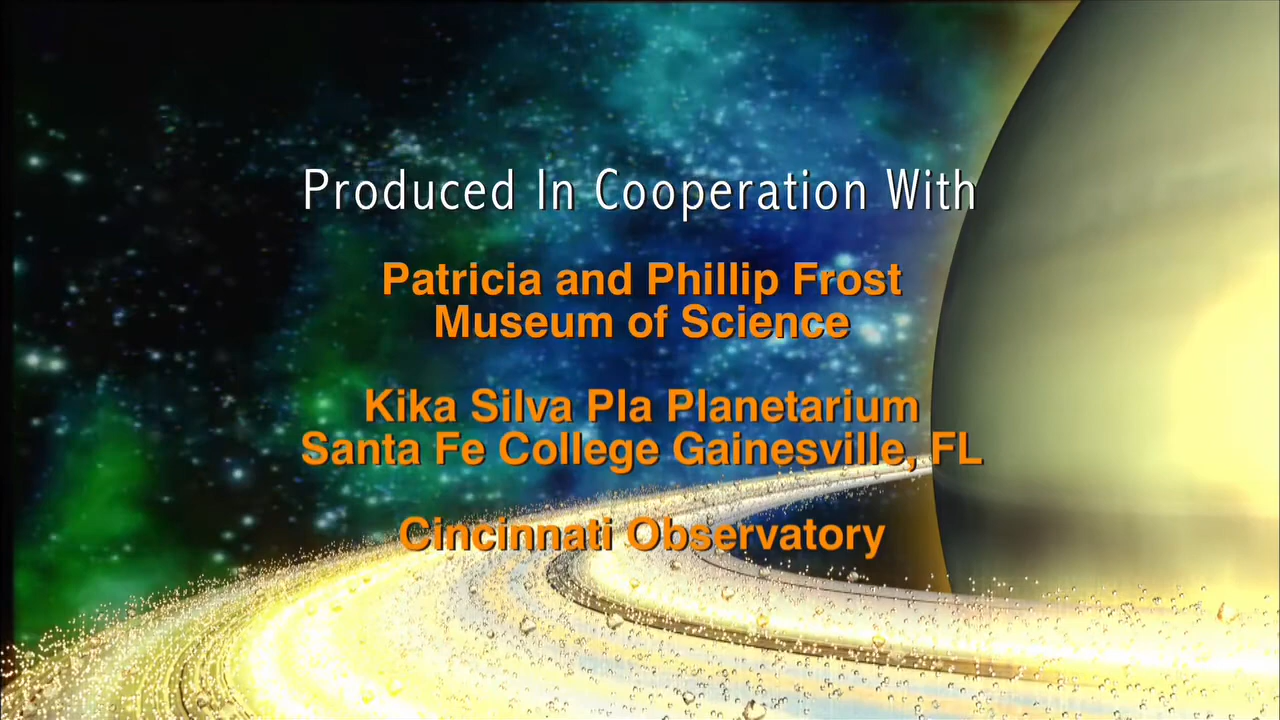 Produced In Cooperation With
Patricia and Phillip Frost
Museum of Science
Kika Silva Pla Planetarium
Santa Fe College Gainesville, FL
Cincinnati Observatory